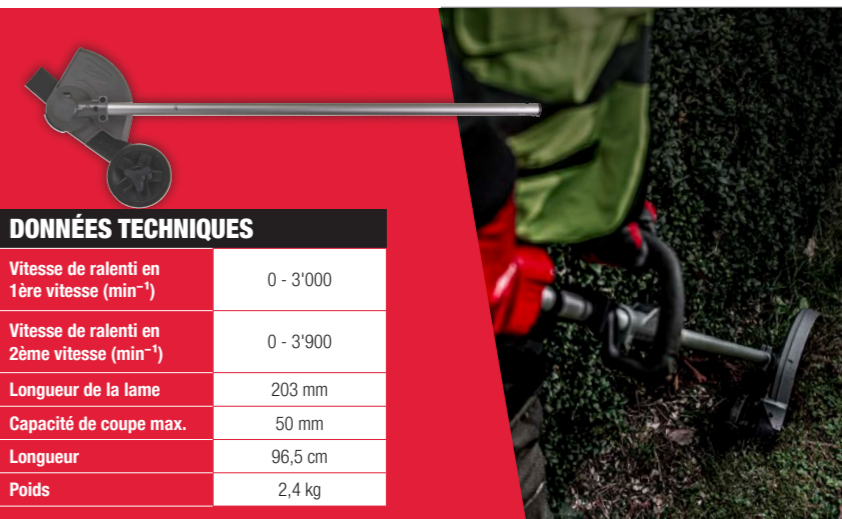 DONNÉES TECHNIQUES
Vitesse de ralenti en
1ère vitesse (min⁻¹)
0 - 3'000
Vitesse de ralenti en
2ème vitesse (min⁻¹)
0 - 3'900
Longueur de la lame
203 mm
Capacité de coupe max.
50 mm
Longueur
96,5 cm
Poids
2,4 kg